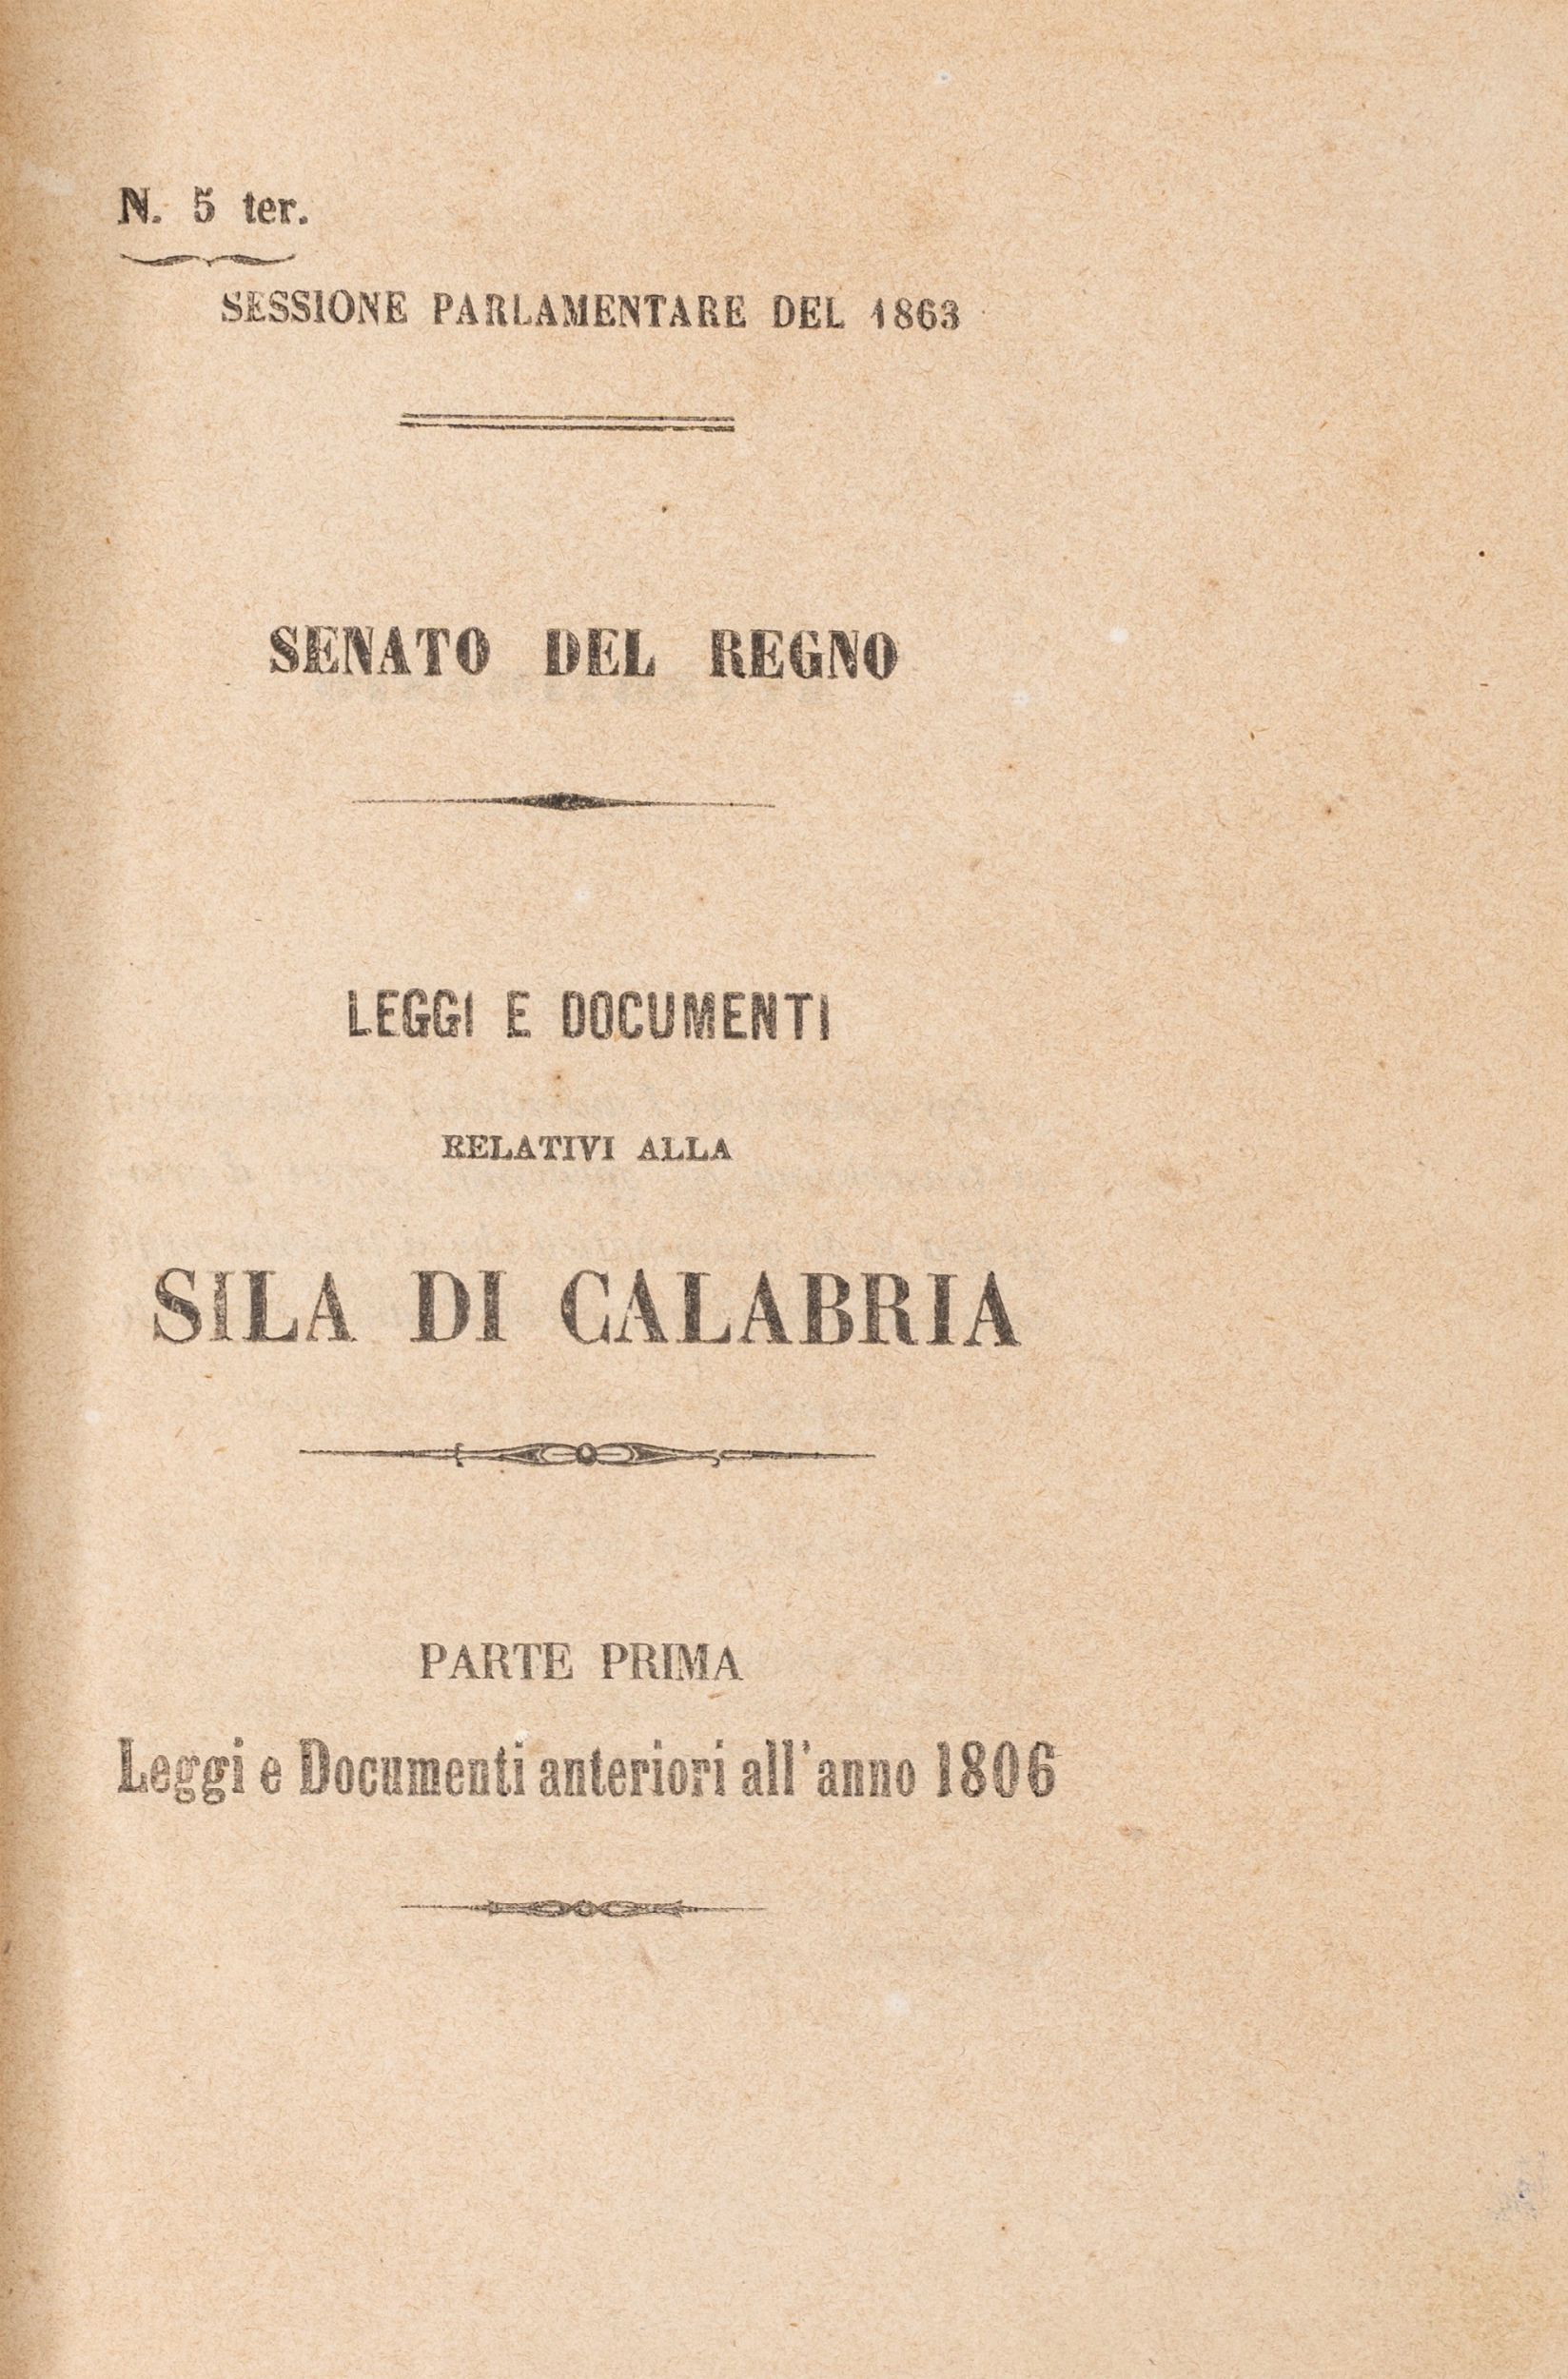 N. 5 ter.
SESSIONE PARLAMENTARE DEL 1863
SENATO DEL REGNO
LEGGI E DOCUMENTI
RELATIVI ALLA
SILA DI CALABRIA
PARTE PRIMA
Leggi e Documenti anteriori all'anno 1806